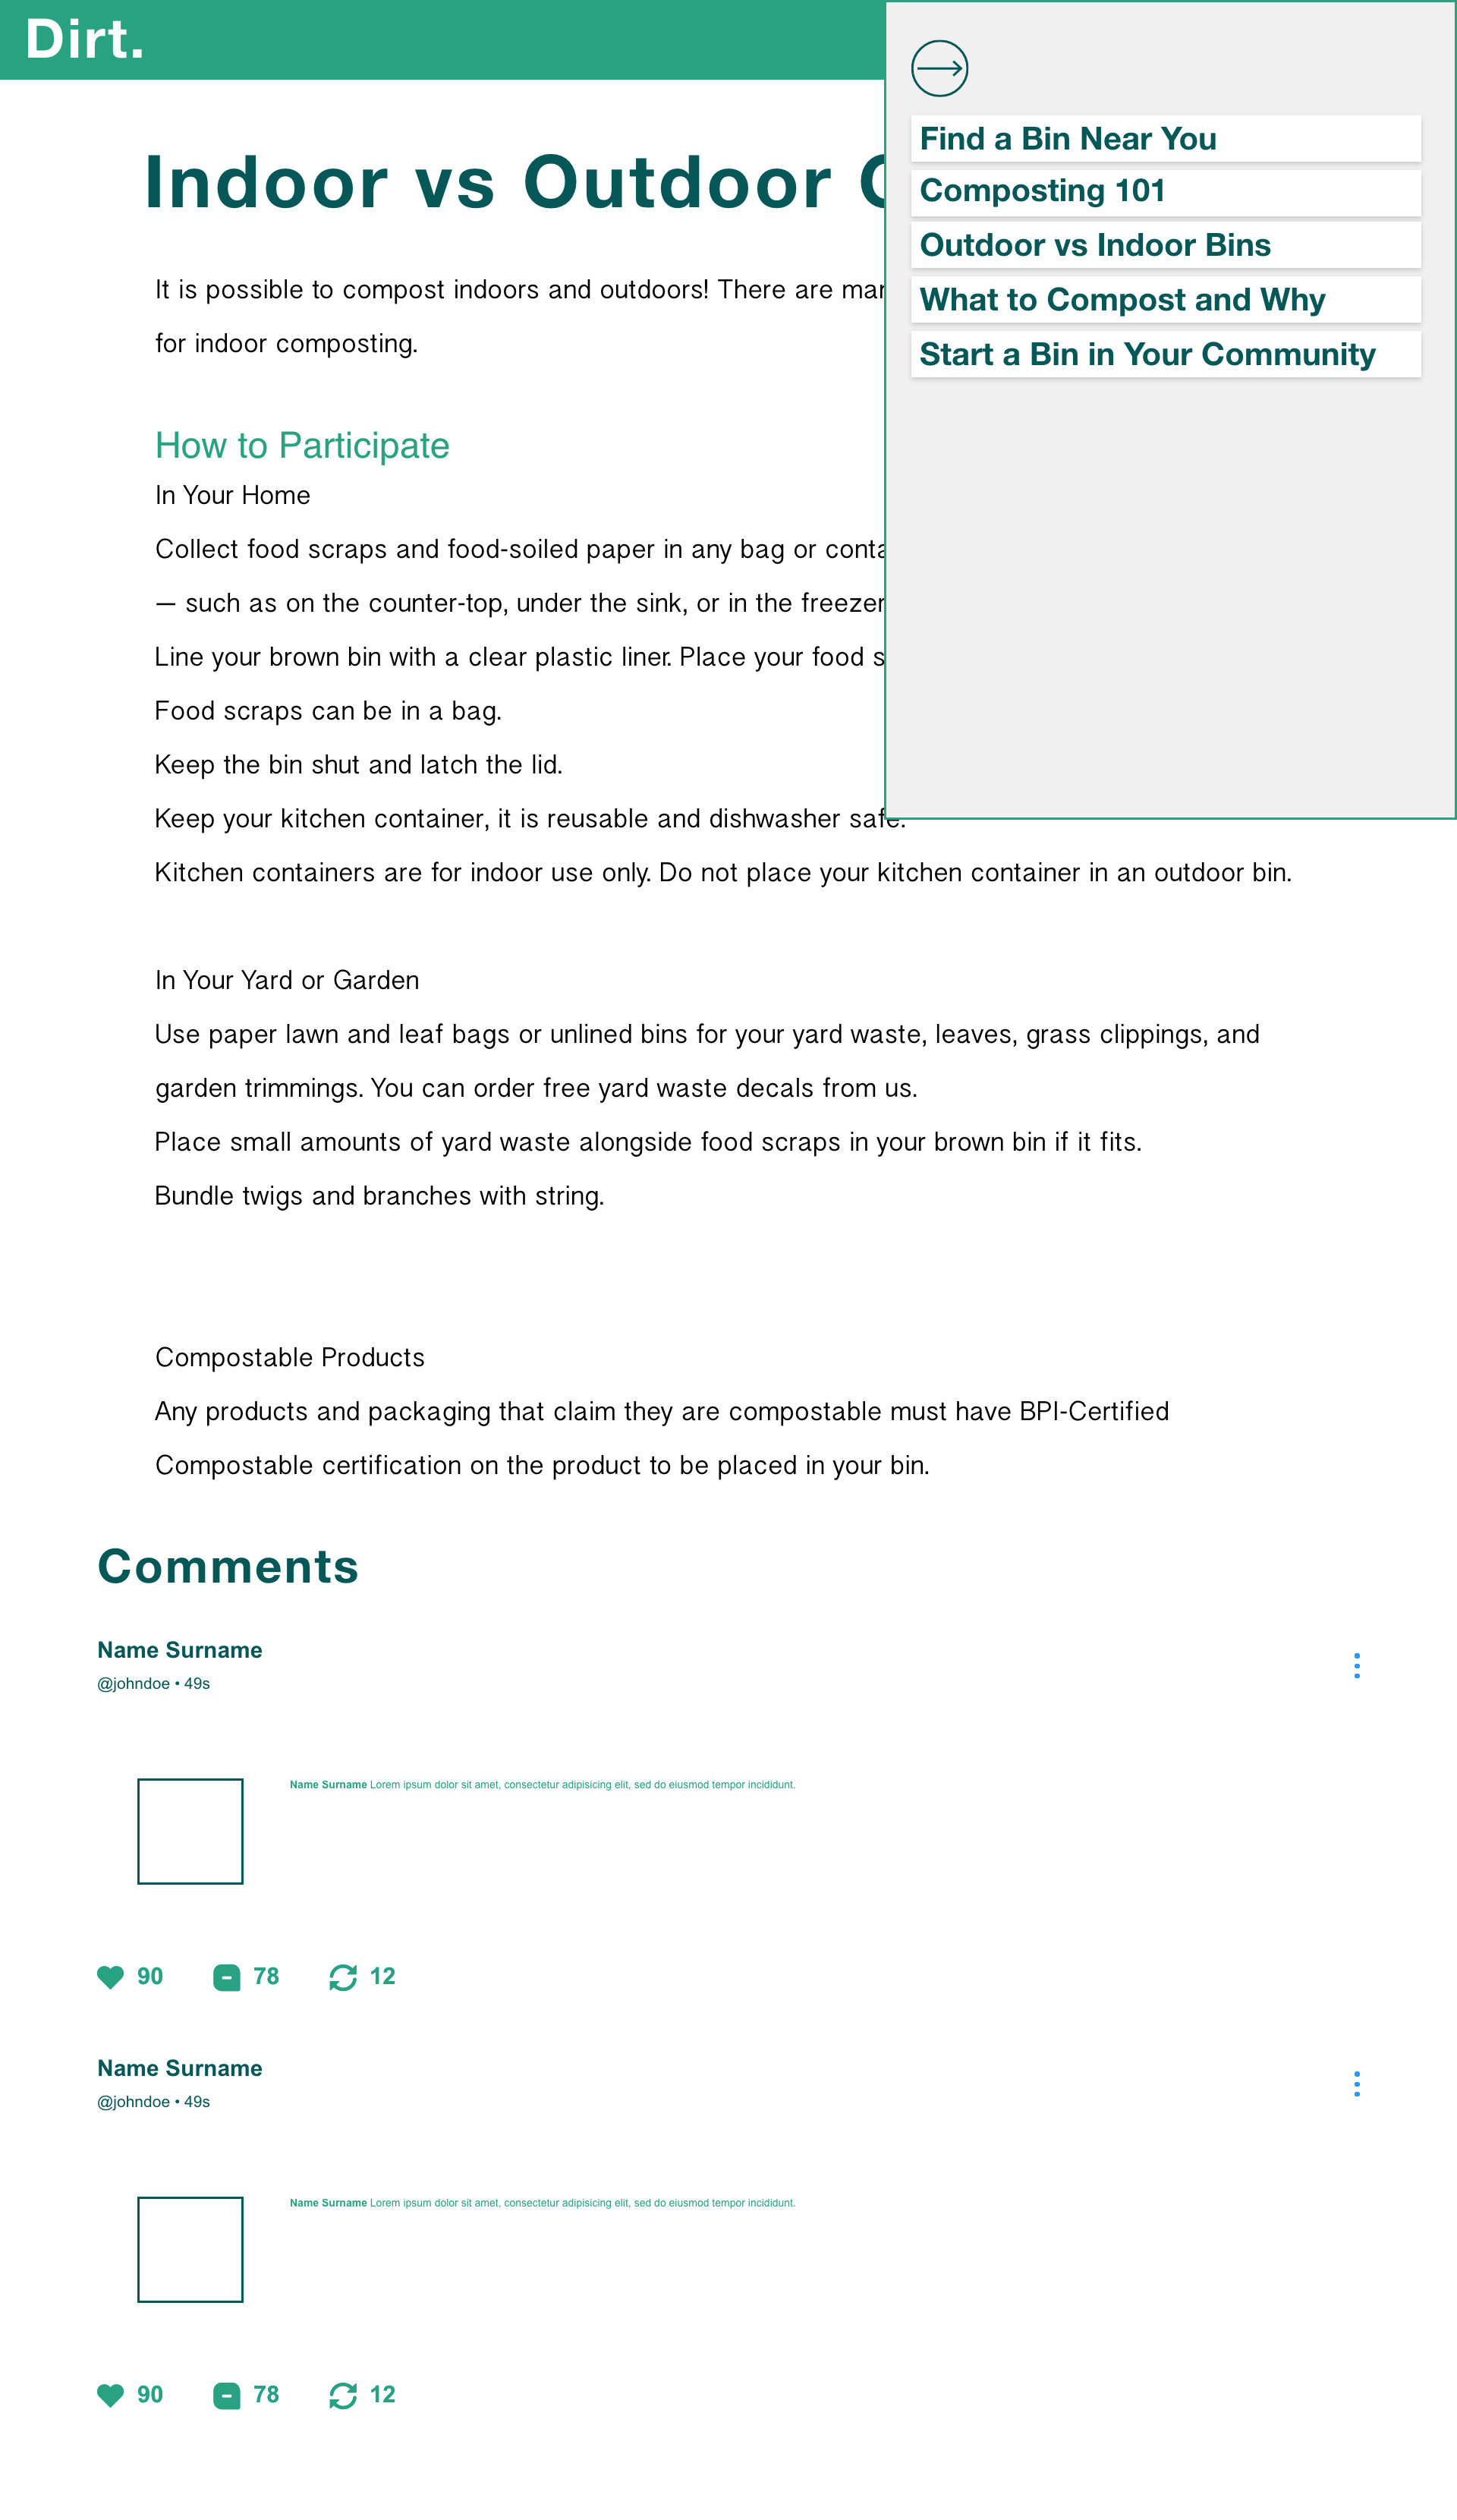 Dirt.
Find a Bin Near You
Composting 101
Outdoor vs Indoor Bins
What to Compost and Why
Start a Bin in Your Community
Indoor vs Outdoor
It is possible to compost indoors and outdoors! There are
for indoor composting.
How to Participate
In Your Home
Collect food scraps and food-soiled paper in any bag or
— such as on the counter-top, under the sink, or in the freezer
Line your brown bin with a clear plastic liner. Place your food
Food scraps can be in a bag.
Keep the bin shut and latch the lid.
Keep your kitchen container, it is reusable and dishwasher safe.
Kitchen containers are for indoor use only. Do not place your kitchen container in an outdoor bin.
In Your Yard or Garden
Use paper lawn and leaf bags or unlined bins for your yard waste, leaves, grass clippings, and
garden trimmings. You can order free yard waste decals from us.
Place small amounts of yard waste alongside food scraps in your brown bin if it fits.
Bundle twigs and branches with string.
Compostable Products
Any products and packaging that claim they are compostable must have BPI-Certified
Compostable certification on the product to be placed in your bin.
Comments
Name Surname
@johndoe • 49s
Name Surname Lorem ipsum dolor sit amet, consectetur adipisicing elit, sed do eiusmod tempor incididunt.
90 78 12
Name Surname
@johndoe • 49s
Name Surname Lorem ipsum dolor sit amet, consectetur adipisicing elit, sed do eiusmod tempor incididunt.
90 78 12